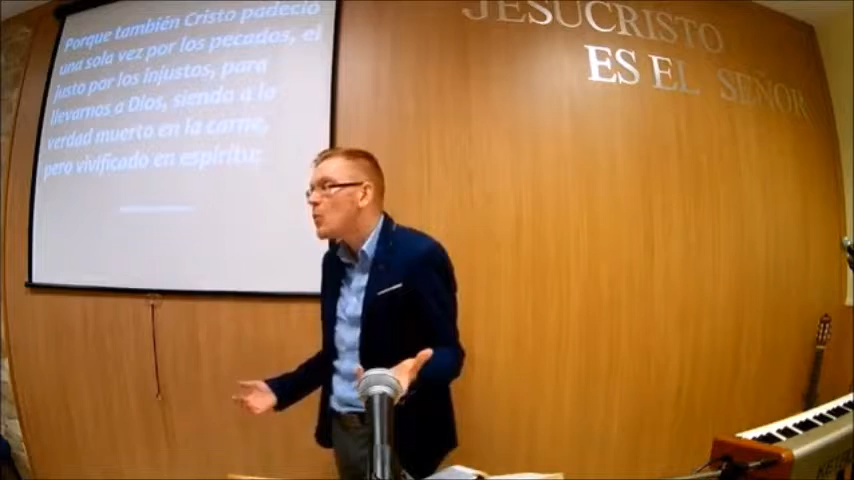 Porque también Cristo padeció
una sola vez por los pecados, el
justo por los injustos, para
llevarnos a Dios, siendo a la
verdad muerto en la carne,
pero vivificado en espíritu;
JESUCRISTO
ES EL SEÑOR